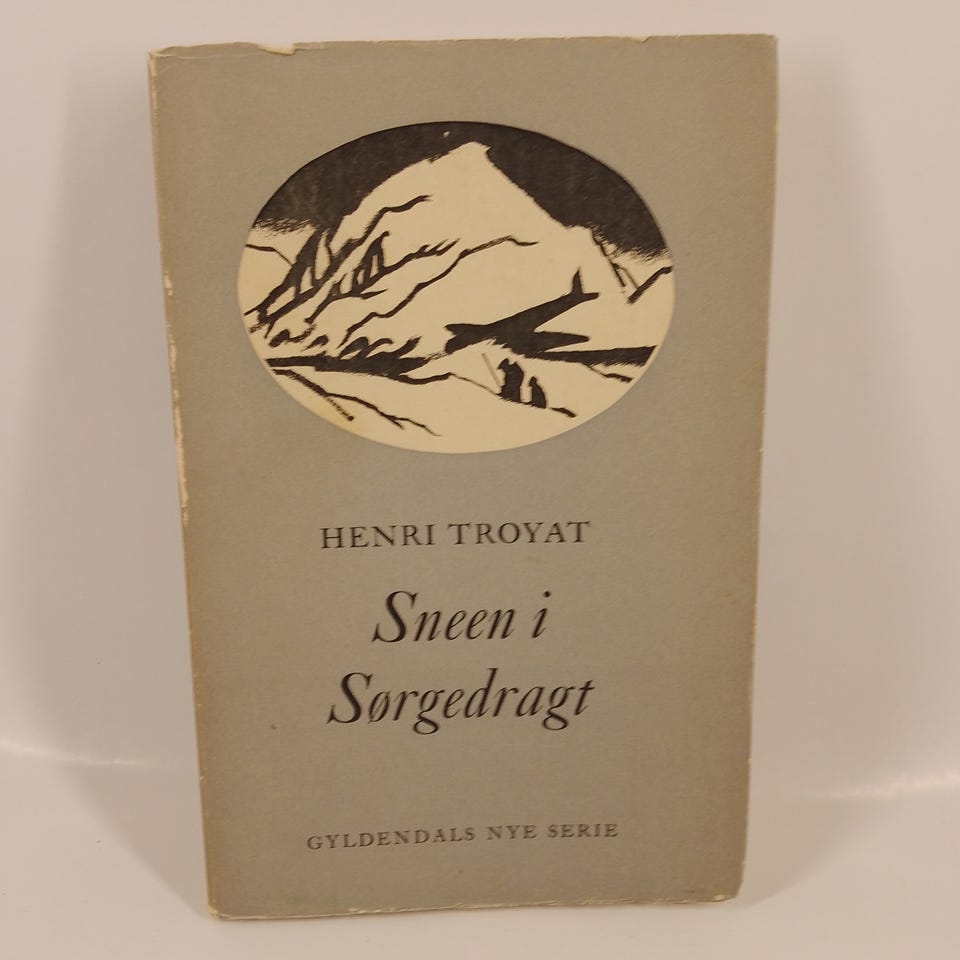 HENRI TROYAT
Sneen i
Sørgedragt
GYLDENDALS NYE SERIE